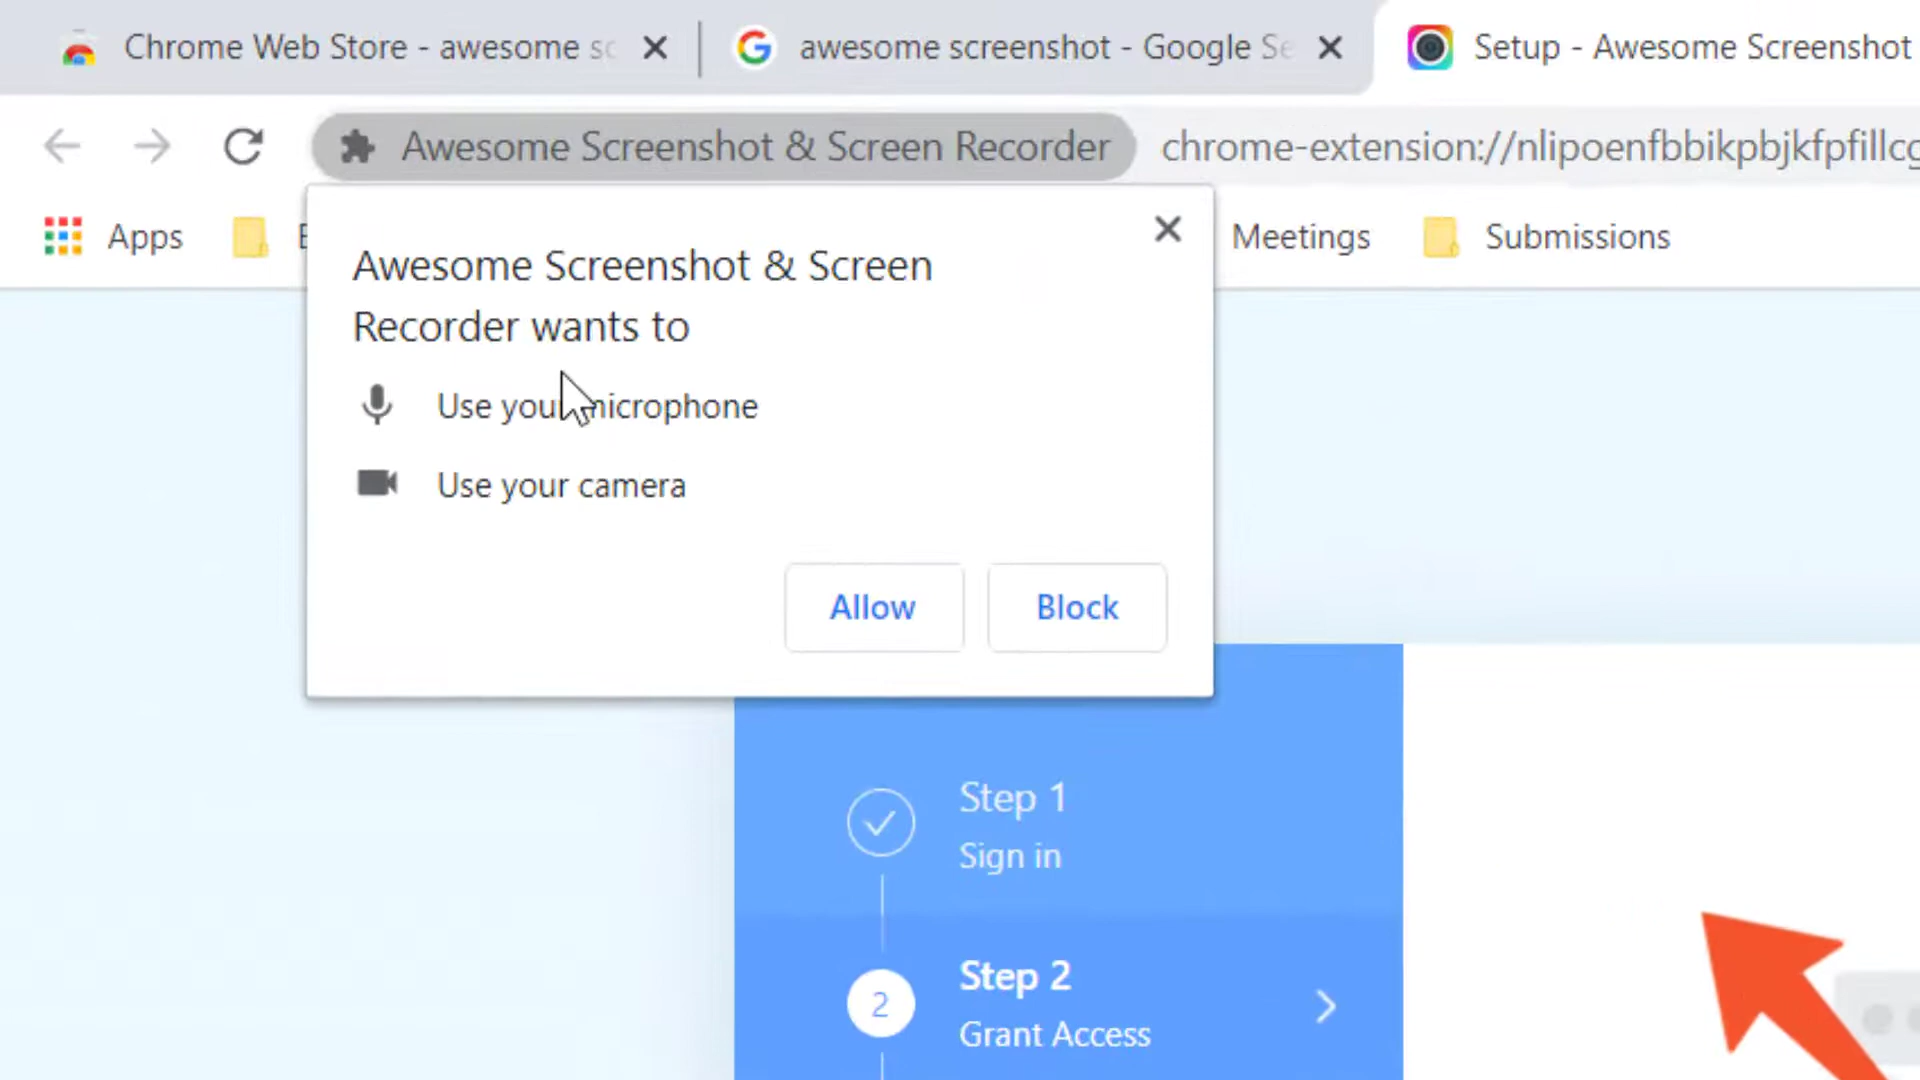 Chrome Web Store - awesome sc
awesome screenshot - Google Se
Setup - Awesome Screenshot
Awesome Screenshot & Screen Recorder
chrome-extension://nlipoenfbbikpbjkfpfillcg
Apps
Meetings
Submissions
Awesome Screenshot & Screen
Recorder wants to
Use your microphone
Use your camera
Allow
Block
Step 1
Sign in
2
Step 2
Grant Access